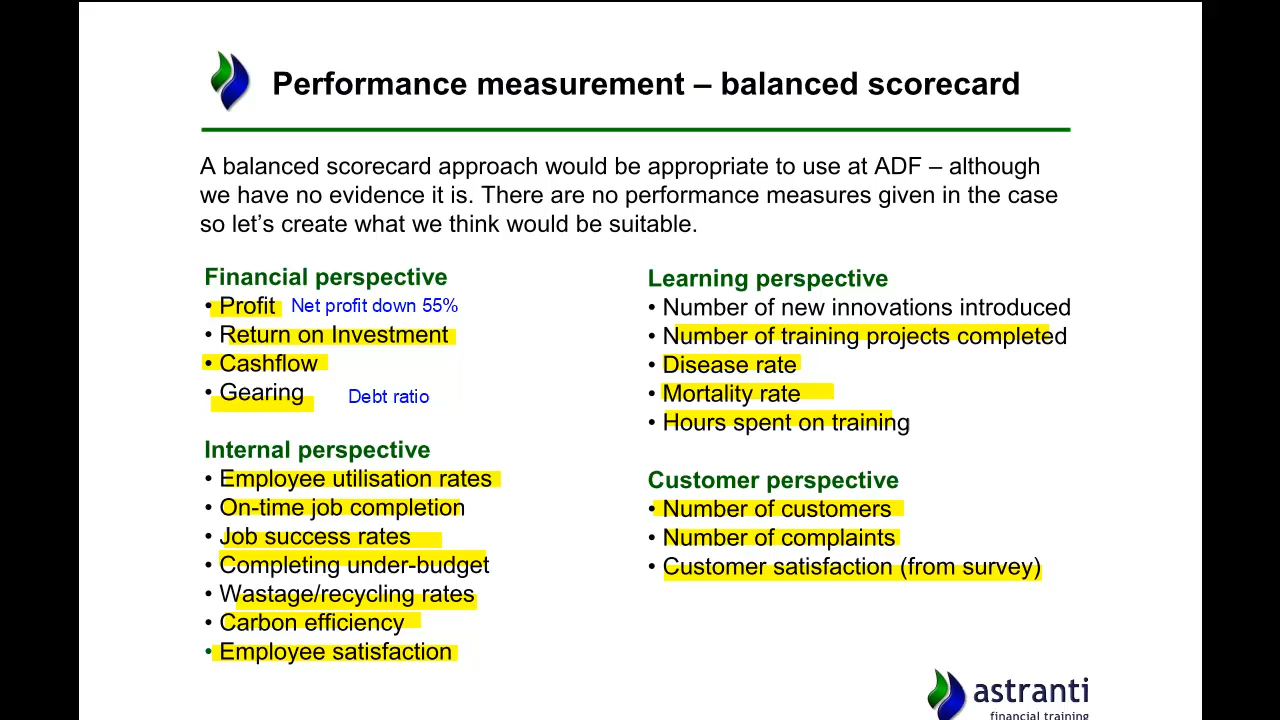 Performance measurement – balanced scorecard
A balanced scorecard approach would be appropriate to use at ADF – although
we have no evidence it is. There are no performance measures given in the case
so let's create what we think would be suitable.
Financial perspective
• Profit Net profit down 55%
• Return on Investment
• Cashflow
• Gearing Debt ratio
Internal perspective
• Employee utilisation rates
• On-time job completion
• Job success rates
• Completing under-budget
• Wastage/recycling rates
• Carbon efficiency
• Employee satisfaction
Learning perspective
• Number of new innovations introduced
• Number of training projects completed
• Disease rate
• Mortality rate
• Hours spent on training
Customer perspective
• Number of customers
• Number of complaints
• Customer satisfaction (from survey)
astranti
financial training